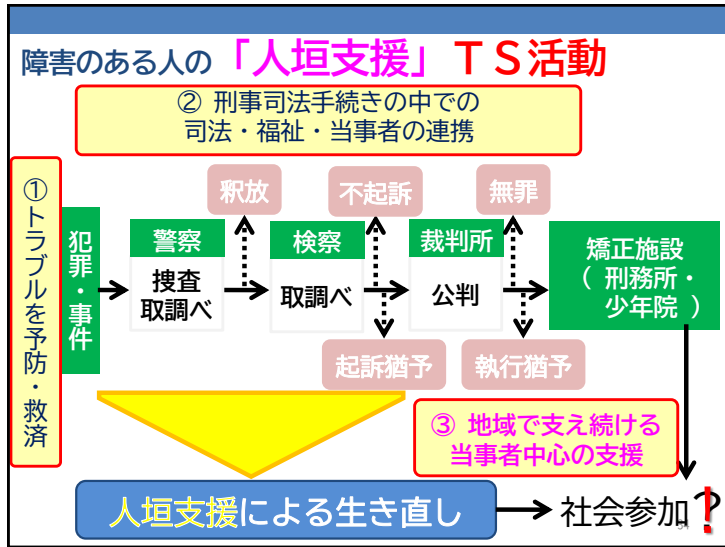 障害のある人の「人垣支援」ＴＳ活動
② 刑事司法手続きの中での
司法・福祉・当事者の連携
①トラブルを予防・救済
犯罪・事件
釈放
不起訴
無罪
警察
捜査
取調べ
検察
取調べ
裁判所
公判
矯正施設
（ 刑務所・
少年院 ）
起訴猶予
執行猶予
③ 地域で支え続ける
当事者中心の支援
人垣支援による生き直し
社会参加？！